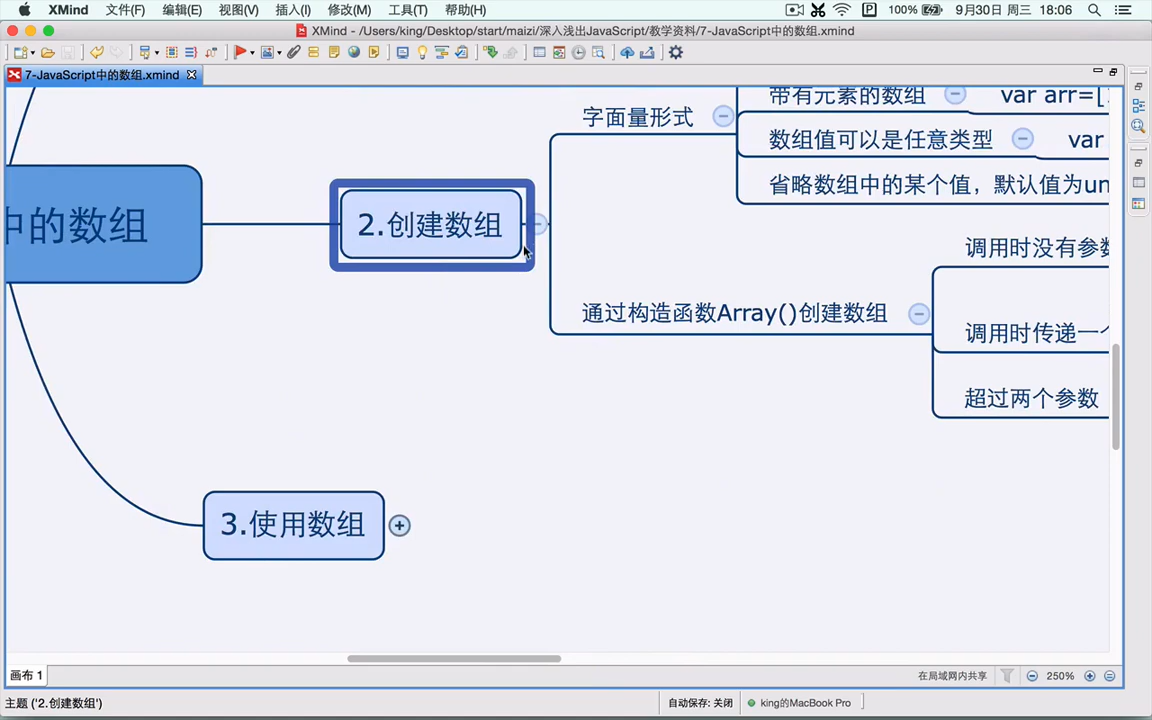 XMind 文件(F) 编辑(E) 视图(V) 插入(I) 修改(M) 工具(T) 帮助(H) P 100% 9月30日 周三 18:06
XMind - /Users/king/Desktop/start/maizi/深入浅出JavaScript/教学资料/7-JavaScript中的数组.xmind
7-JavaScript中的数组.xmind
带有元素的数组 var arr=[
字面量形式
数组值可以是任意类型 var
省略数组中的某个值，默认值为un
中的数组
2.创建数组
调用时没有参数
通过构造函数Array()创建数组
调用时传递一个
超过两个参数
3.使用数组
画布 1
在局域网内共享 250%
主题 ('2.创建数组') 自动保存: 关闭 king的MacBook Pro